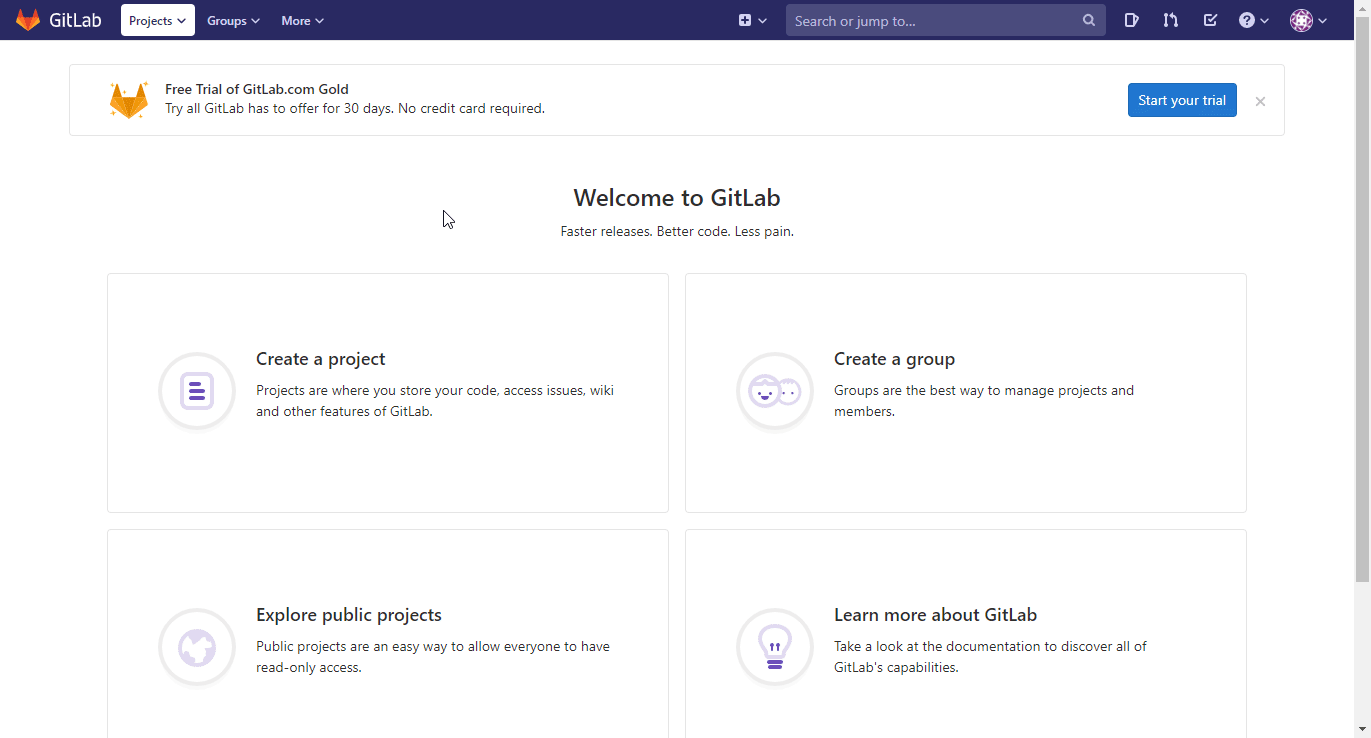 GitLab Projects Groups More Search or jump to...
Free Trial of GitLab.com Gold
Try all GitLab has to offer for 30 days. No credit card required.
Start your trial
Welcome to GitLab
Faster releases. Better code. Less pain.
Create a project
Projects are where you store your code, access issues, wiki
and other features of GitLab.
Create a group
Groups are the best way to manage projects and
members.
Explore public projects
Public projects are an easy way to allow everyone to have
read-only access.
Learn more about GitLab
Take a look at the documentation to discover all of
GitLab's capabilities.